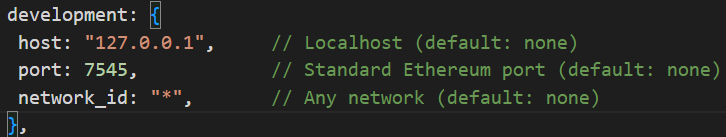 development: {
 host: "127.0.0.1",     // Localhost (default: none)
 port: 7545,            // Standard Ethereum port (default: none)
 network_id: "*",       // Any network (default: none)
},